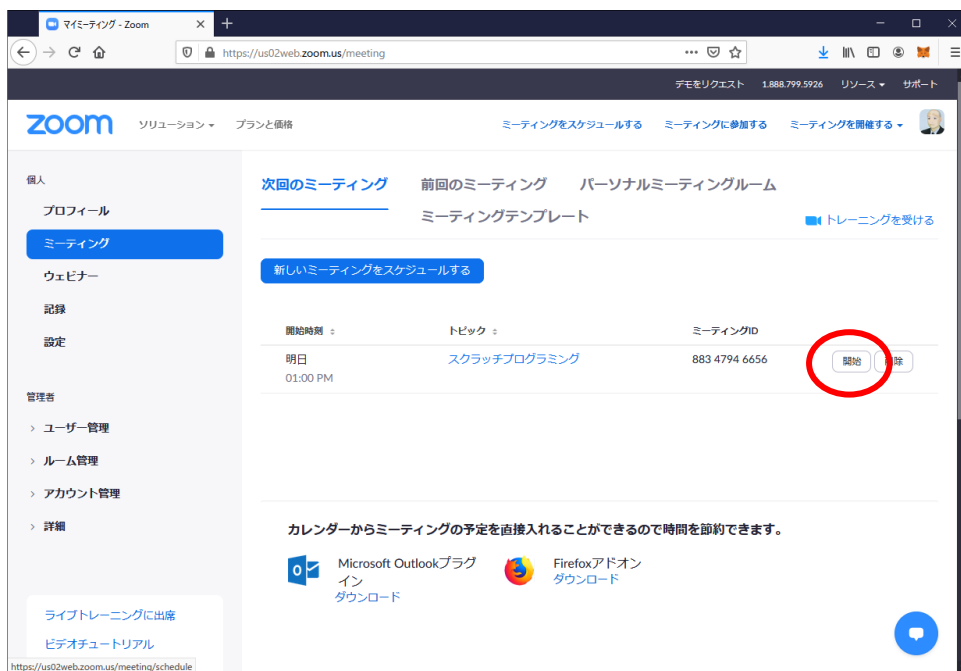 マイミーティング - Zoom
https://us02web.zoom.us/meeting
デモをリクエスト 1.888.799.5926 リソース サポート
zoom ソリューション プランと価格 ミーティングをスケジュールする ミーティングに参加する ミーティングを開催する
個人
プロフィール
ミーティング
ウェビナー
記録
設定
管理者
ユーザー管理
ルーム管理
アカウント管理
詳細
ライブトレーニングに出席
ビデオチュートリアル
次回のミーティング 前回のミーティング パーソナルミーティングルーム
ミーティングテンプレート
トレーニングを受ける
新しいミーティングをスケジュールする
開始時刻 トピック ミーティングID
明日 スクラッチプログラミング 883 4794 6656 開始 除
01:00 PM
カレンダーからミーティングの予定を直接入れることができるので時間を節約できます。
Microsoft Outlookプラグ
イン
ダウンロード
Firefoxアドオン
ダウンロード
https://us02web.zoom.us/meeting/schedule